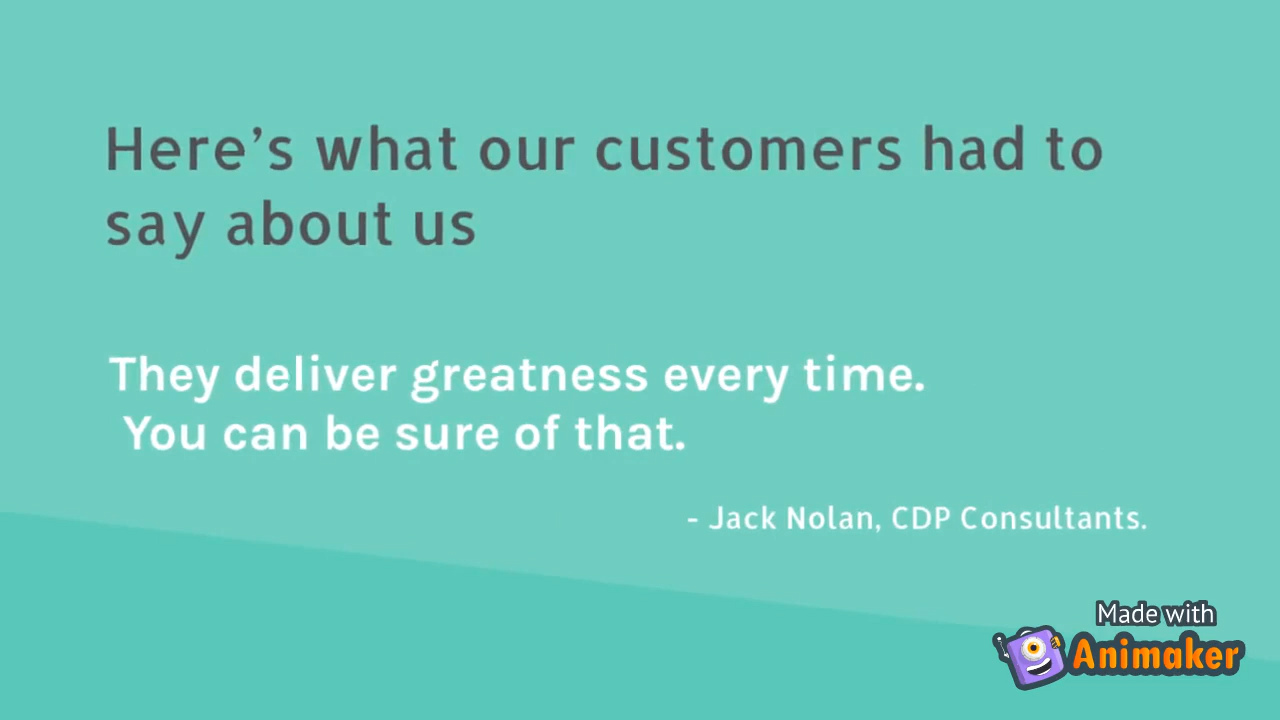 Here’s what our customers had to
say about us
They deliver greatness every time.
You can be sure of that.
- Jack Nolan, CDP Consultants.
Made with
Animaker